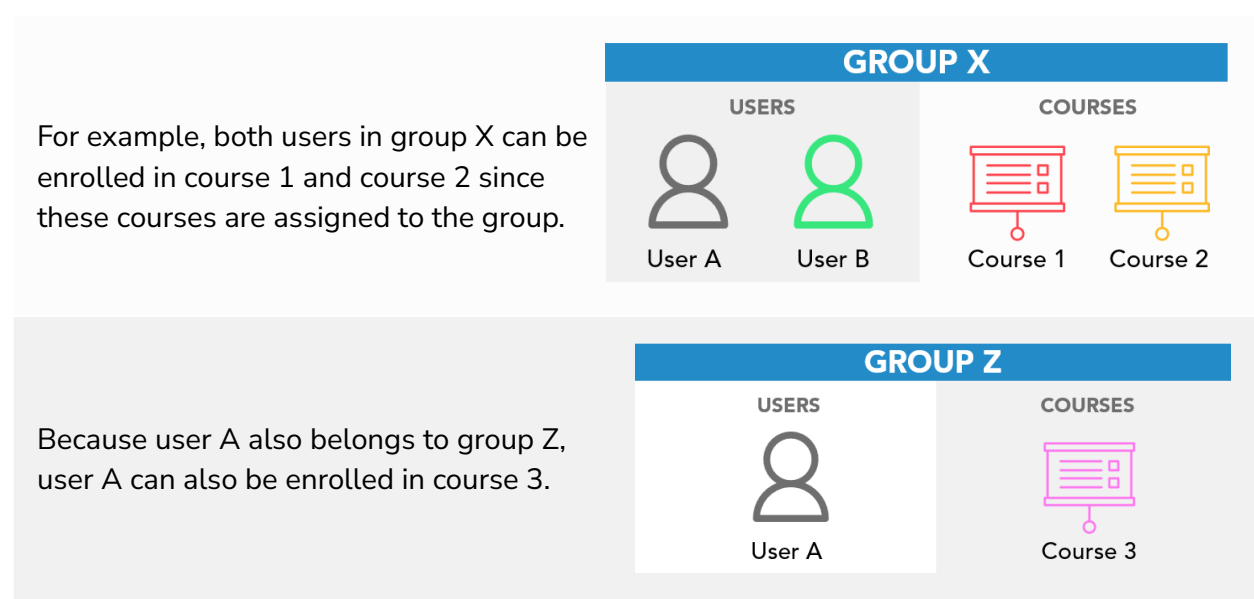 For example, both users in group X can be
enrolled in course 1 and course 2 since
these courses are assigned to the group.
GROUP X
USERS
COURSES
User A
User B
Course 1
Course 2
Because user A also belongs to group Z,
user A can also be enrolled in course 3.
GROUP Z
USERS
COURSES
User A
Course 3